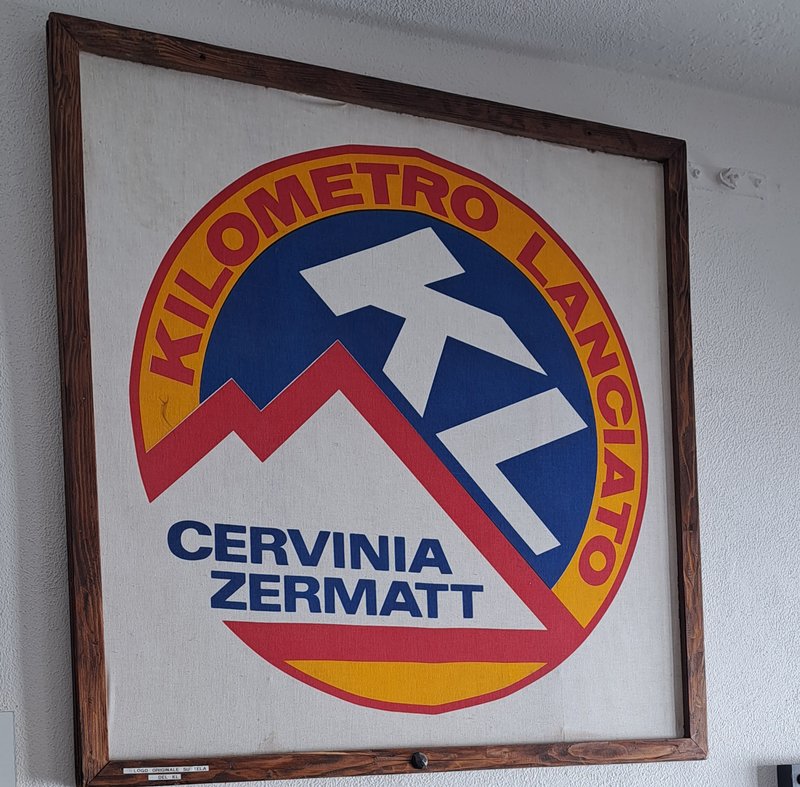 KILOMETRO LANCIATO
KL
CERVINIA
ZERMATT
LOGO ORIGINALE SU TELA
DEL KL